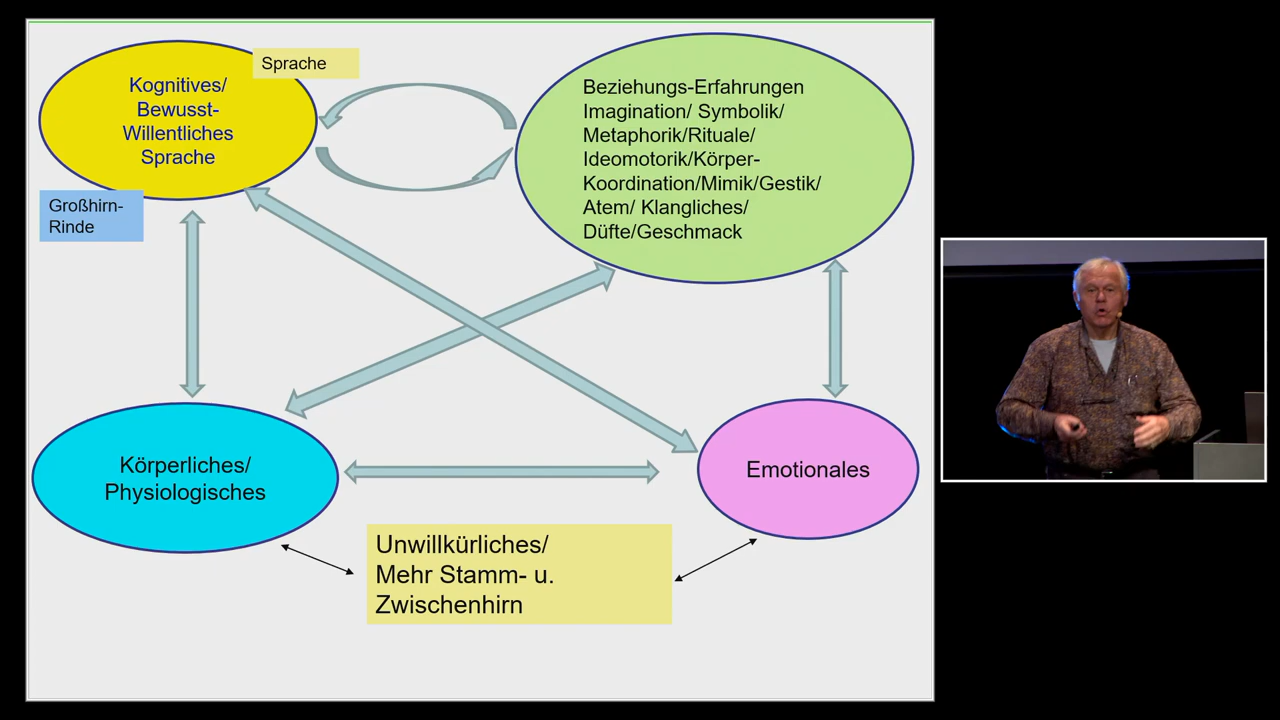 Sprache
Kognitives/
Bewusst-
Willentliches
Sprache
Großhirn-
Rinde
Beziehungs-Erfahrungen
Imagination/ Symbolik/
Metaphorik/Rituale/
Ideomotorik/Körper-
Koordination/Mimik/Gestik/
Atem/ Klangliches/
Düfte/Geschmack
Körperliches/
Physiologisches
Emotionales
Unwillkürliches/
Mehr Stamm- u.
Zwischenhirn